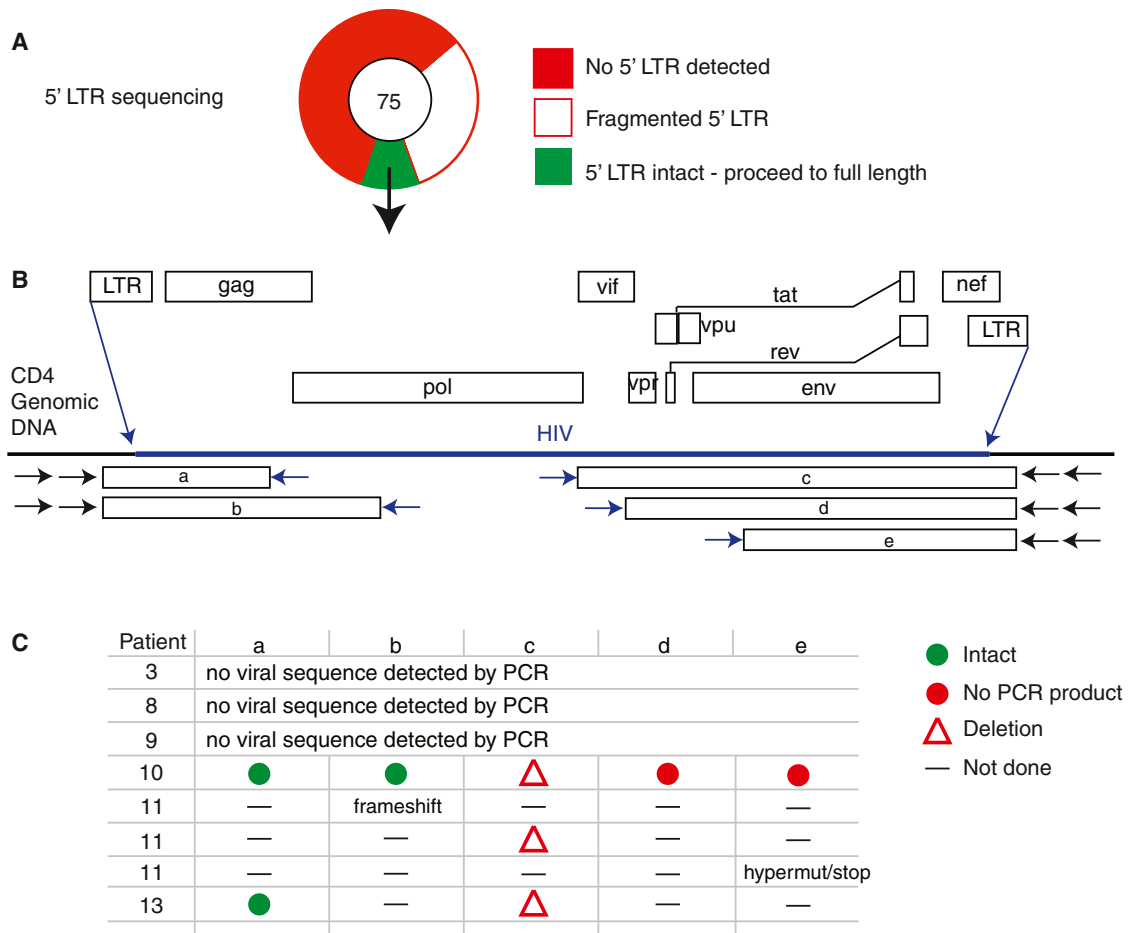 A
5' LTR sequencing
75
No 5' LTR detected
Fragmented 5' LTR
5' LTR intact - proceed to full length
B
LTR gag vif tat nef
vpu rev LTR
pol vpr env
CD4
Genomic
DNA
HIV
a c
b d
e
C
Patient a b c d e
3 no viral sequence detected by PCR
8 no viral sequence detected by PCR
9 no viral sequence detected by PCR
10
11 — frameshift — — —
11 — — — —
11 — — — — hypermut/stop
13 — — —
Intact
No PCR product
Deletion
— Not done